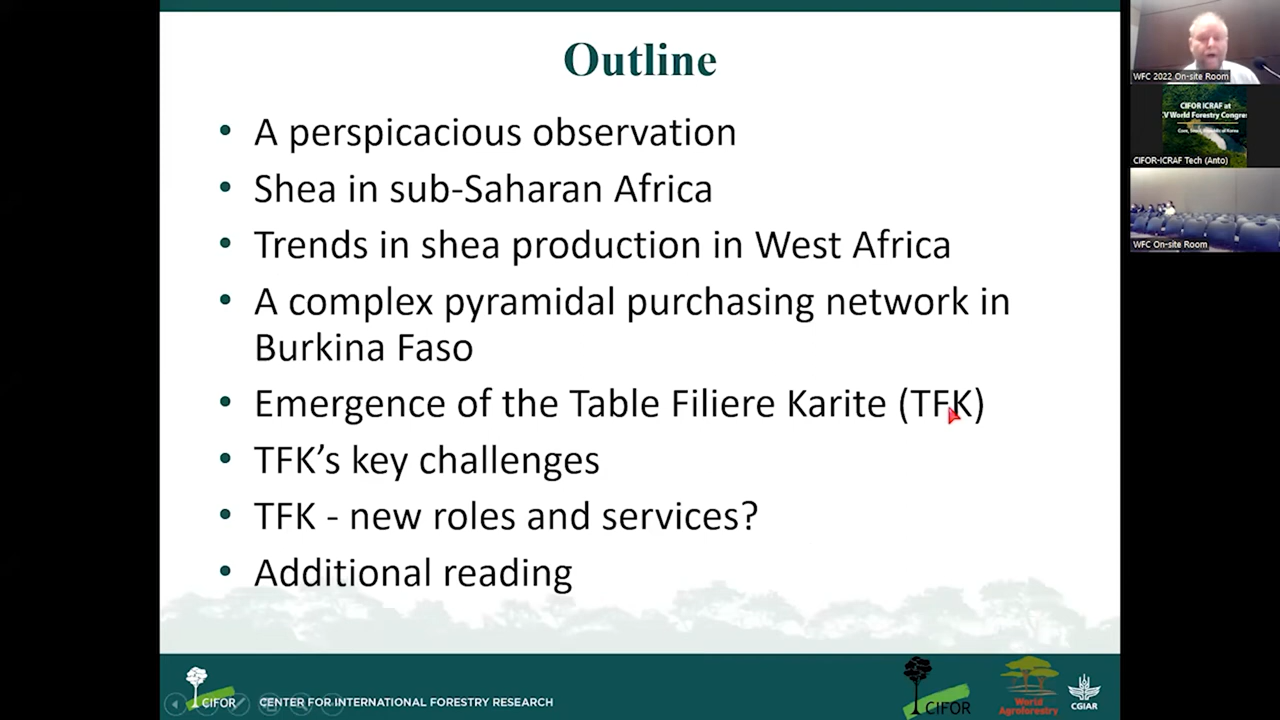 Outline
• A perspicacious observation
• Shea in sub-Saharan Africa
• Trends in shea production in West Africa
• A complex pyramidal purchasing network in
Burkina Faso
• Emergence of the Table Filiere Karite (TFK)
• TFK’s key challenges
• TFK - new roles and services?
• Additional reading
CIFOR
CENTER FOR INTERNATIONAL FORESTRY RESEARCH
CIFOR
World
Agroforestry
CGIAR
WFC 2022 On-site Room
CIFOR ICRAF at
V World Forestry Congre
CIFOR-ICRAF Tech (Anto)
WFC On-site Room